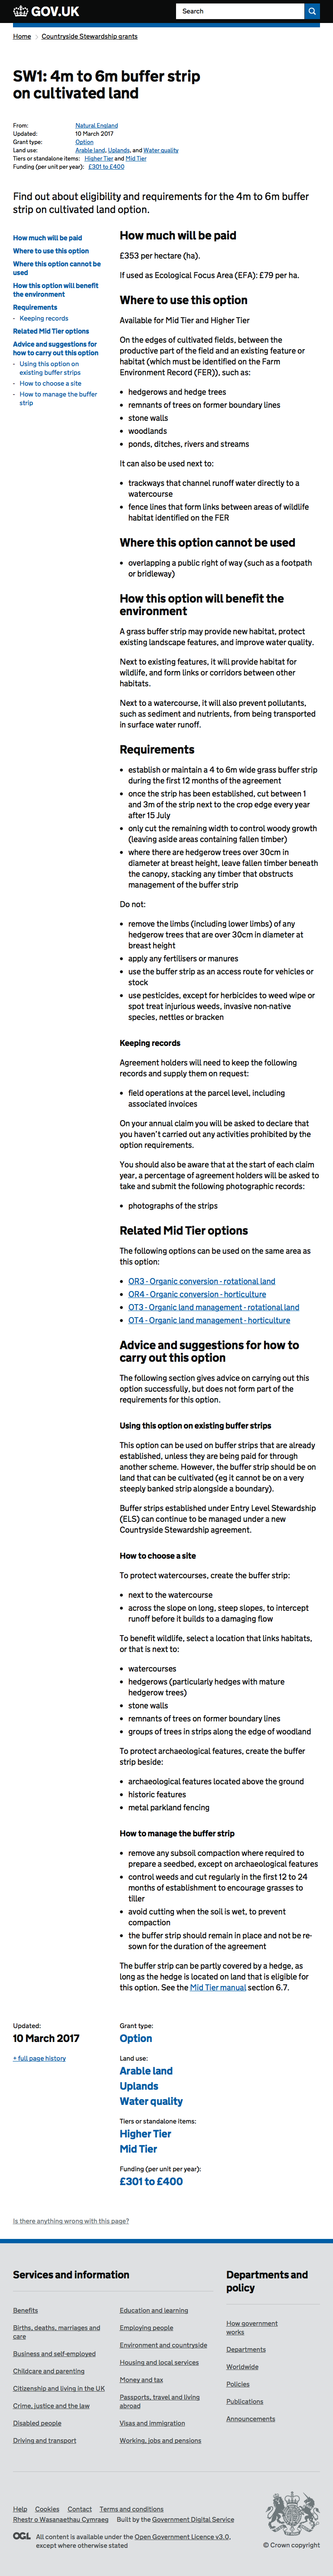 GOV.UK
Search
Home
Countryside Stewardship grants
SW1: 4m to 6m buffer strip
on cultivated land
From: Natural England
Updated: 10 March 2017
Grant type: Option
Land use: Arable land, Uplands, and Water quality
Tiers or standalone items: Higher Tier and Mid Tier
Funding (per unit per year): £301 to £400
Find out about eligibility and requirements for the 4m to 6m buffer
strip on cultivated land option.
How much will be paid
Where to use this option
Where this option cannot be
used
How this option will benefit
the environment
Requirements
- Keeping records
Related Mid Tier options
Advice and suggestions for
how to carry out this option
- Using this option on
existing buffer strips
- How to choose a site
- How to manage the buffer
strip
How much will be paid
£353 per hectare (ha).
If used as Ecological Focus Area (EFA): £79 per ha.
Where to use this option
Available for Mid Tier and Higher Tier
On the edges of cultivated fields, between the
productive part of the field and an existing feature or
habitat (which must be identified on the Farm
Environment Record (FER)), such as:
• hedgerows and hedge trees
• remnants of trees on former boundary lines
• stone walls
• woodlands
• ponds, ditches, rivers and streams
It can also be used next to:
• trackways that channel runoff water directly to a
watercourse
• fence lines that form links between areas of wildlife
habitat identified on the FER
Where this option cannot be used
• overlapping a public right of way (such as a footpath
or bridleway)
How this option will benefit the
environment
A grass buffer strip may provide new habitat, protect
existing landscape features, and improve water quality.
Next to existing features, it will provide habitat for
wildlife, and form links or corridors between other
habitats.
Next to a watercourse, it will also prevent pollutants,
such as sediment and nutrients, from being transported
in surface water runoff.
Requirements
• establish or maintain a 4 to 6m wide grass buffer strip
during the first 12 months of the agreement
• once the strip has been established, cut between 1
and 3m of the strip next to the crop edge every year
after 15 July
• only cut the remaining width to control woody growth
(leaving aside areas containing fallen timber)
• where there are hedgerow trees over 30cm in
diameter at breast height, leave fallen timber beneath
the canopy, stacking any timber that obstructs
management of the buffer strip
Do not:
• remove the limbs (including lower limbs) of any
hedgerow trees that are over 30cm in diameter at
breast height
• apply any fertilisers or manures
• use the buffer strip as an access route for vehicles or
stock
• use pesticides, except for herbicides to weed wipe or
spot treat injurious weeds, invasive non-native
species, nettles or bracken
Keeping records
Agreement holders will need to keep the following
records and supply them on request:
• field operations at the parcel level, including
associated invoices
On your annual claim you will be asked to declare that
you haven't carried out any activities prohibited by the
option requirements.
You should also be aware that at the start of each claim
year, a percentage of agreement holders will be asked to
take and submit the following photographic records:
• photographs of the strips
Related Mid Tier options
The following options can be used on the same area as
this option:
• OR3 - Organic conversion - rotational land
• OR4 - Organic conversion - horticulture
• OT3 - Organic land management - rotational land
• OT4 - Organic land management - horticulture
Advice and suggestions for how to
carry out this option
The following section gives advice on carrying out this
option successfully, but does not form part of the
requirements for this option.
Using this option on existing buffer strips
This option can be used on buffer strips that are already
established, unless they are being paid for through
another scheme. However, the buffer strip should be on
land that can be cultivated (eg it cannot be on a very
steeply banked strip alongside a boundary).
Buffer strips established under Entry Level Stewardship
(ELS) can continue to be managed under a new
Countryside Stewardship agreement.
How to choose a site
To protect watercourses, create the buffer strip:
• next to the watercourse
• across the slope on long, steep slopes, to intercept
runoff before it builds to a damaging flow
To benefit wildlife, select a location that links habitats,
or that is next to:
• watercourses
• hedgerows (particularly hedges with mature
hedgerow trees)
• stone walls
• remnants of trees on former boundary lines
• groups of trees in strips along the edge of woodland
To protect archaeological features, create the buffer
strip beside:
• archaeological features located above the ground
• historic features
• metal parkland fencing
How to manage the buffer strip
• remove any subsoil compaction where required to
prepare a seedbed, except on archaeological features
• control weeds and cut regularly in the first 12 to 24
months of establishment to encourage grasses to
tiller
• avoid cutting when the soil is wet, to prevent
compaction
• the buffer strip should remain in place and not be re-
sown for the duration of the agreement
The buffer strip can be partly covered by a hedge, as
long as the hedge is located on land that is eligible for
this option. See the Mid Tier manual section 6.7.
Updated:
10 March 2017
+ full page history
Grant type:
Option
Land use:
Arable land
Uplands
Water quality
Tiers or standalone items:
Higher Tier
Mid Tier
Funding (per unit per year):
£301 to £400
Is there anything wrong with this page?
Services and information
Benefits
Births, deaths, marriages and
care
Business and self-employed
Childcare and parenting
Citizenship and living in the UK
Crime, justice and the law
Disabled people
Driving and transport
Education and learning
Employing people
Environment and countryside
Housing and local services
Money and tax
Passports, travel and living
abroad
Visas and immigration
Working, jobs and pensions
Departments and
policy
How government
works
Departments
Worldwide
Policies
Publications
Announcements
Help Cookies Contact Terms and conditions
Rhestr o Wasanaethau Cymraeg Built by the Government Digital Service
OGL All content is available under the Open Government Licence v3.0,
except where otherwise stated
© Crown copyright